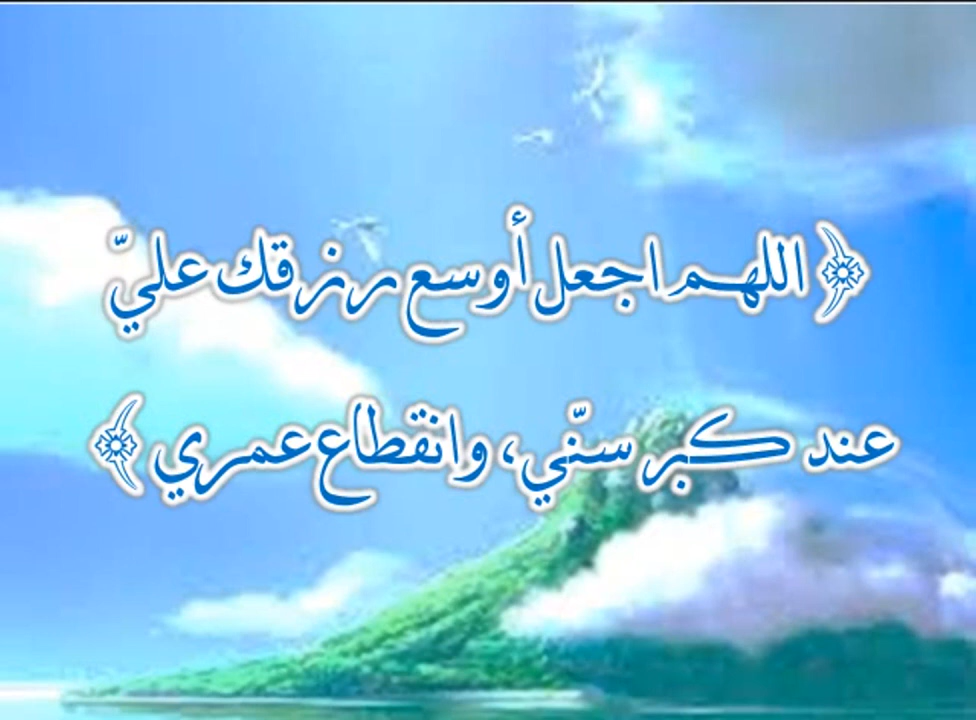 ﴿ اللهم اجعل أوسع رزقك عليّ
عند كبر سنّي، وانقطاع عمري ﴾